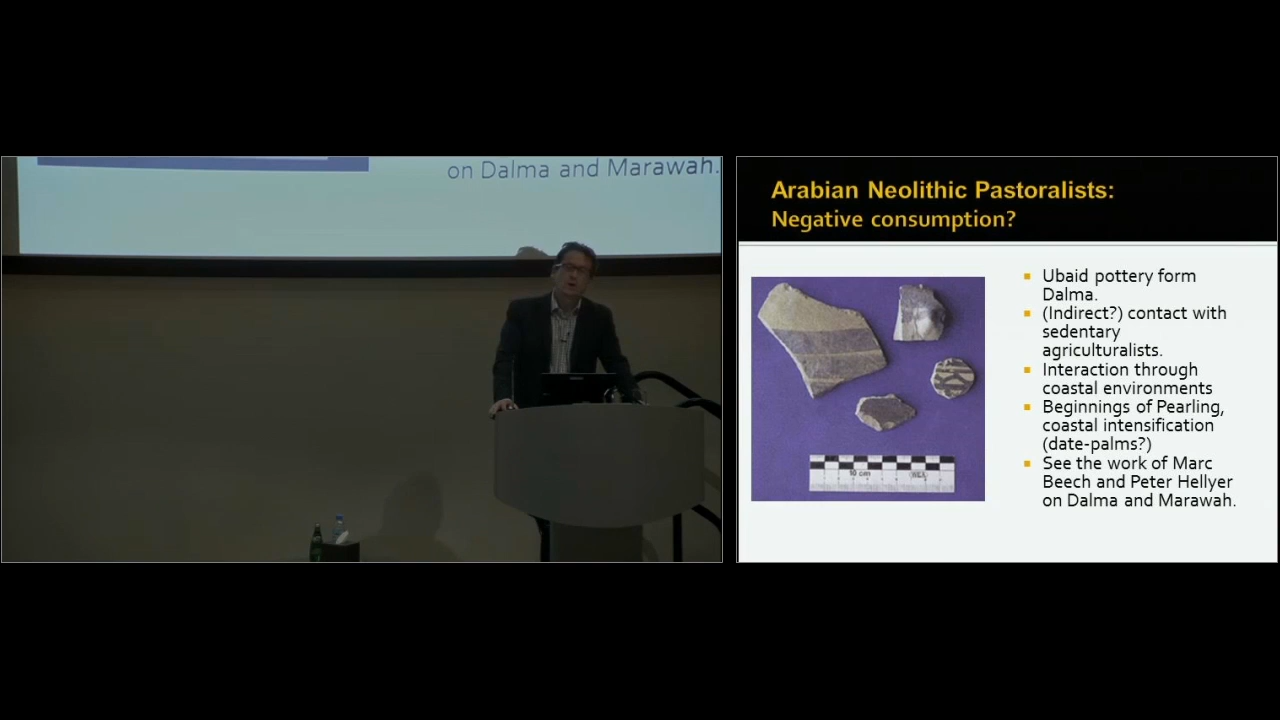 on Dalma and Marawah.
Arabian Neolithic Pastoralists:
Negative consumption?
Ubaid pottery form
Dalma.
(Indirect?) contact with
sedentary
agriculturalists.
Interaction through
coastal environments
Beginnings of Pearling,
coastal intensification
(date-palms?)
See the work of Marc
Beech and Peter Hellyer
on Dalma and Marawah.
10 cm